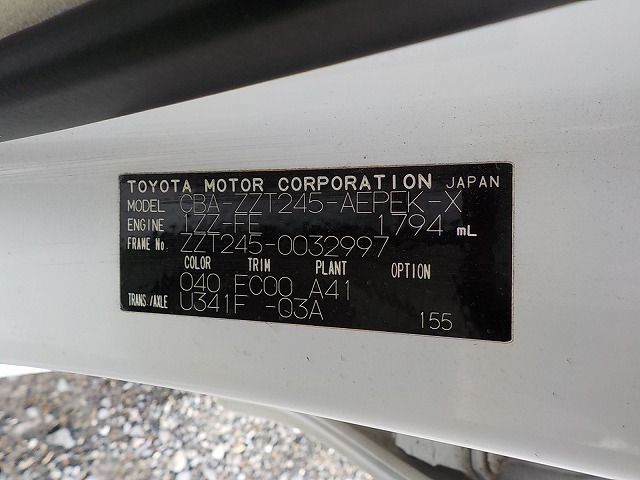 TOYOTA MOTOR CORPORATION JAPAN
MODEL CBA-ZZT245-AEPEK-X
ENGINE 1ZZ-FE 1794 mL
FRAME No. ZZT245-0032997
COLOR TRIM PLANT OPTION
040 FC00 A41
TRANS./AXLE U341F -03A
155